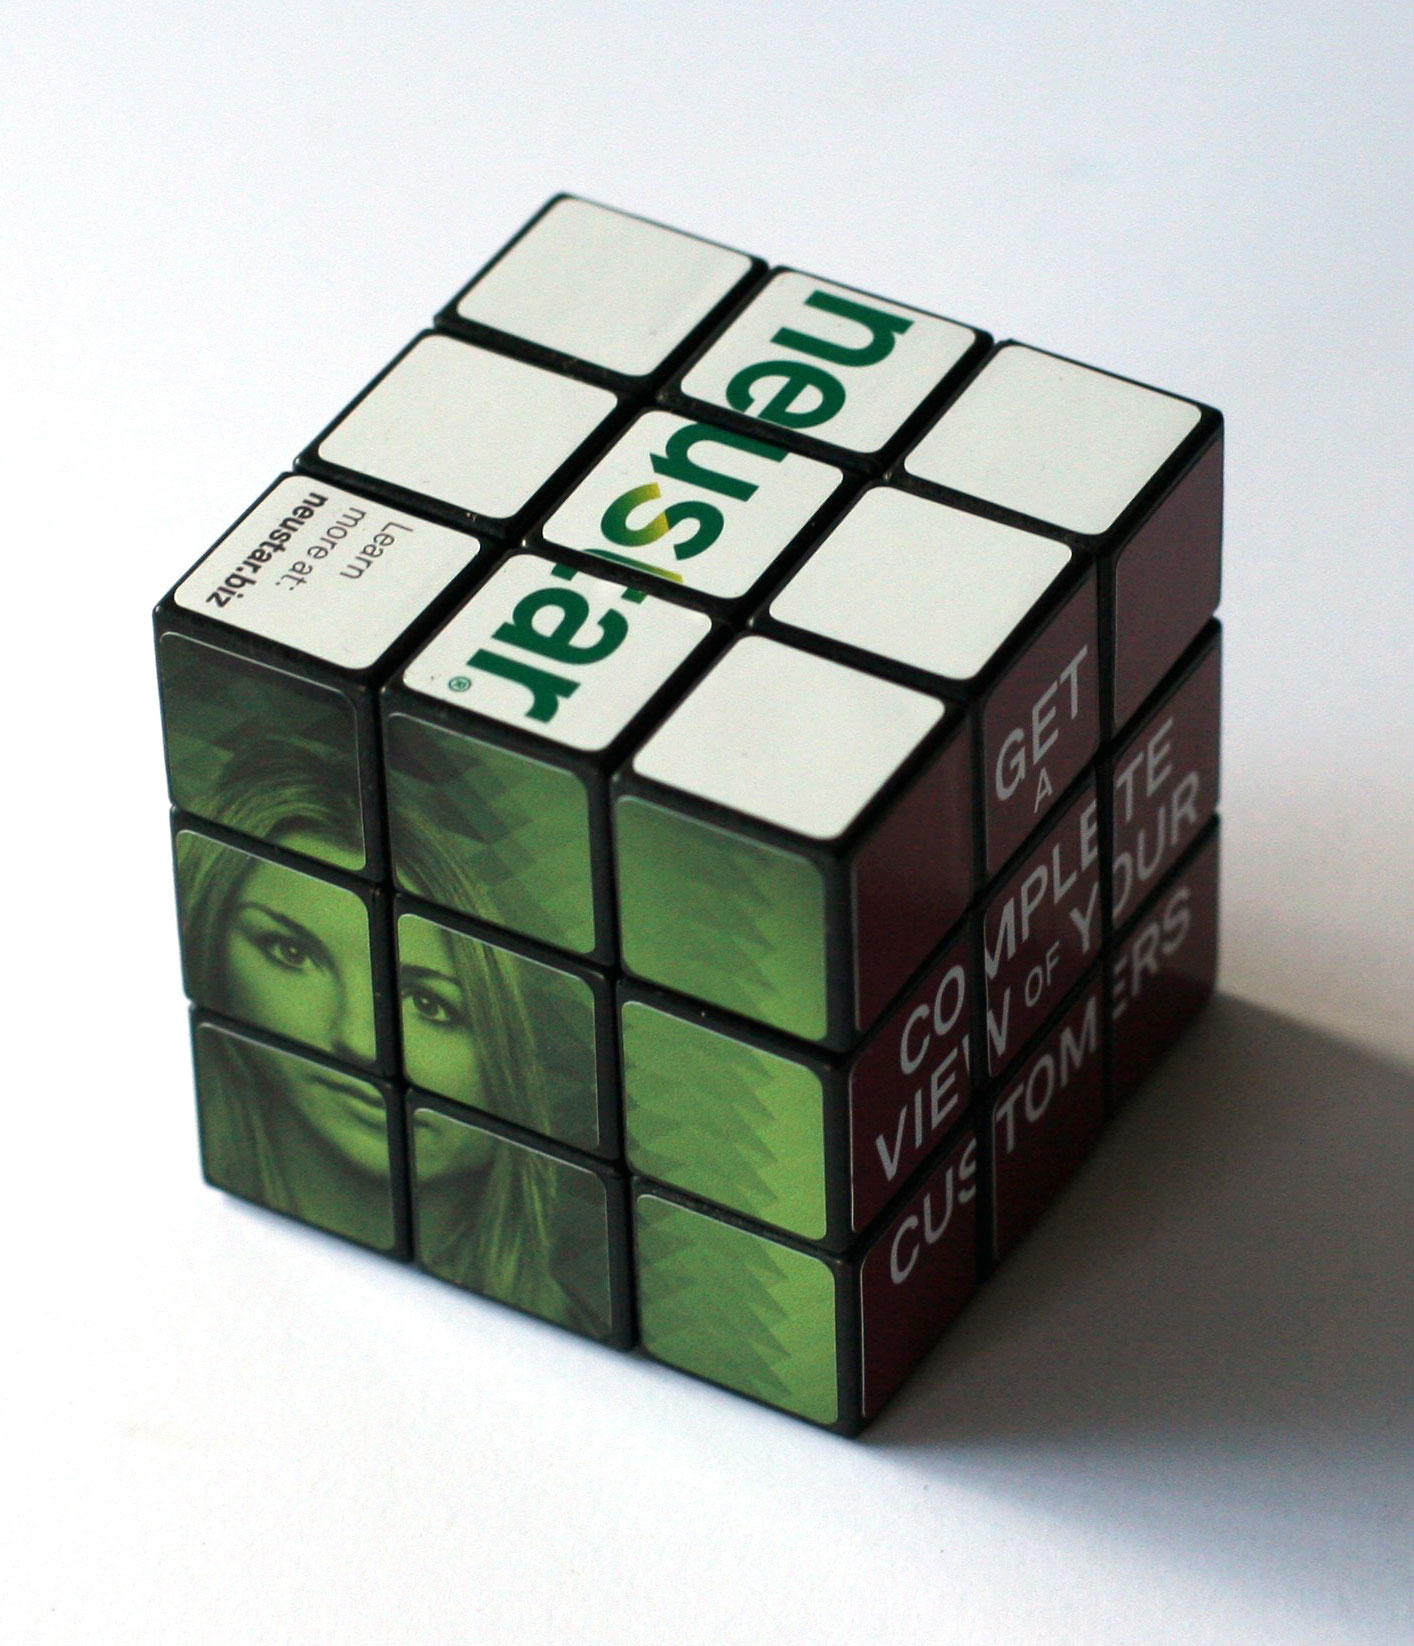 neustar®
Learn
more at:
neustar.biz
GET
A
COMPLETE
VIEW OF YOUR
CUSTOMERS